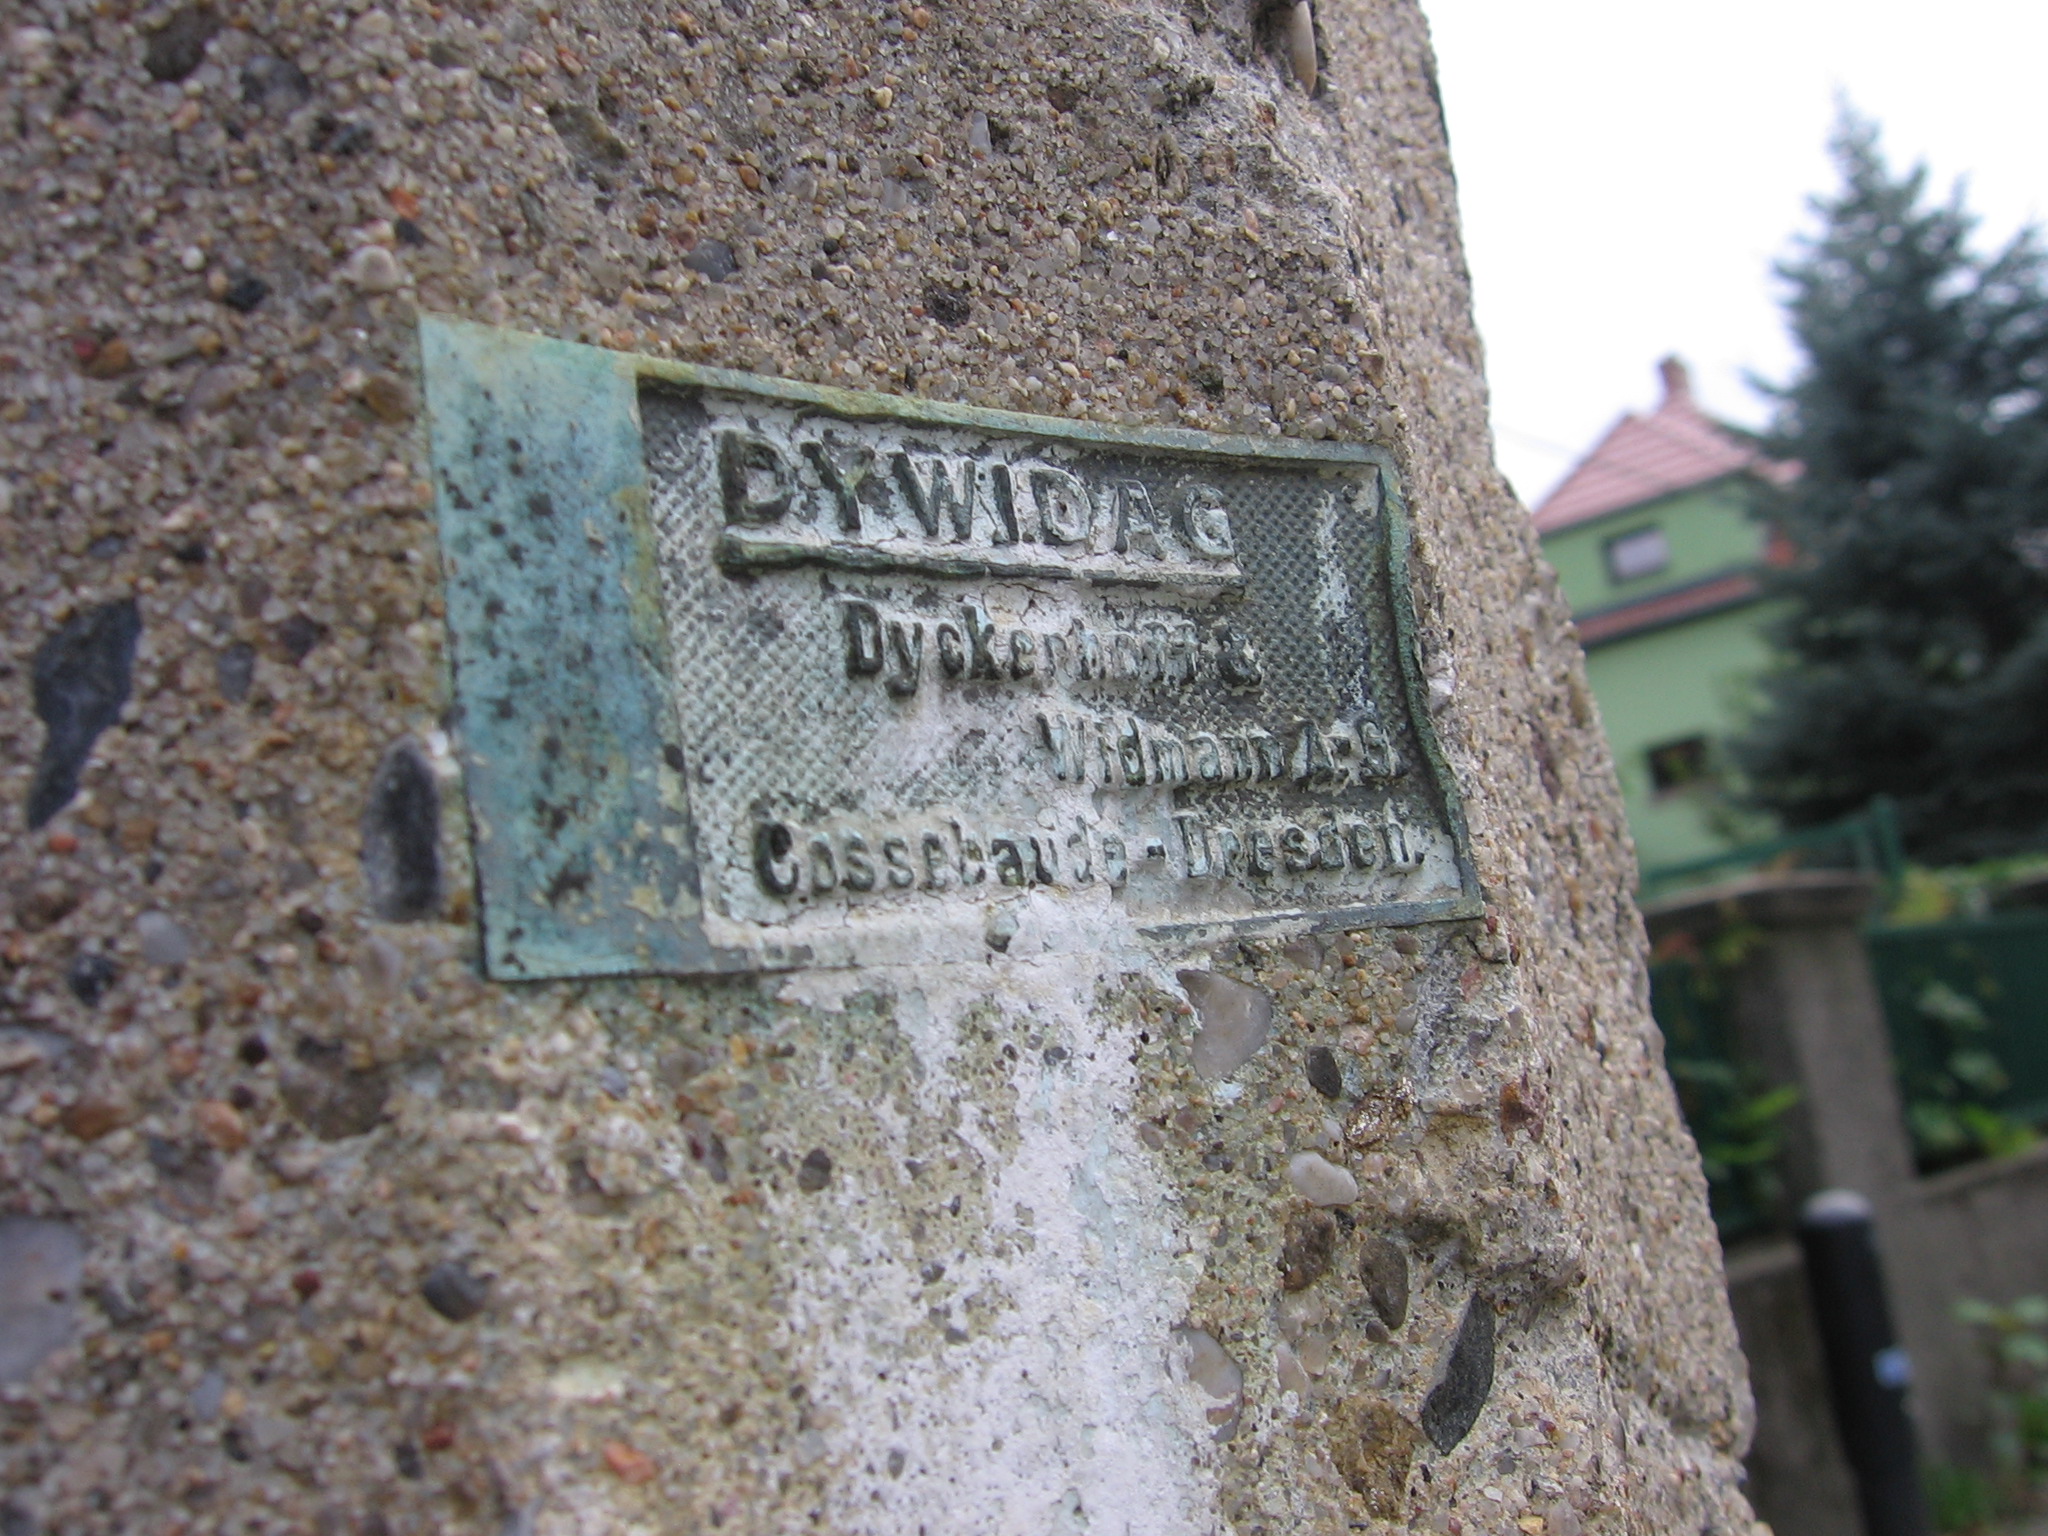 DYWIDAG
Dyckerhoff &
Widmann A.G.
Cossebaude-Dresden.